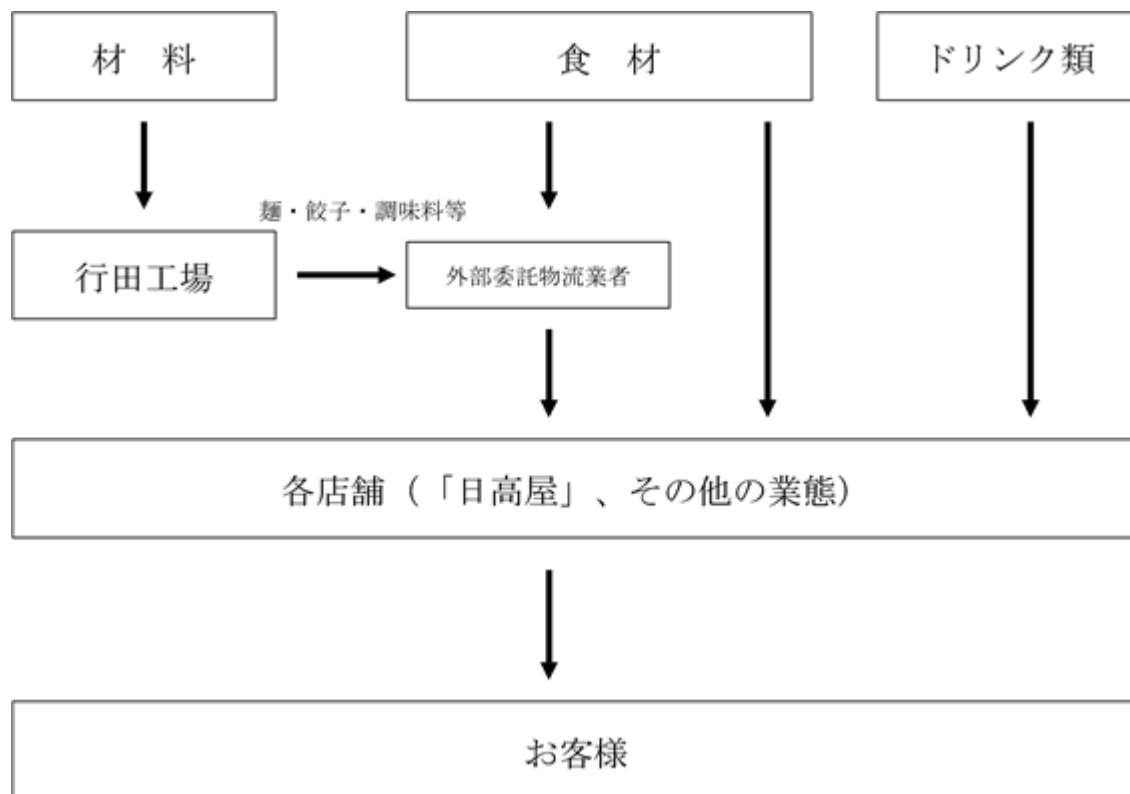 材　料
食　材
ドリンク類
麺・餃子・調味料等
行田工場
外部委託物流業者
各店舗（「日高屋」、その他の業態）
お客様